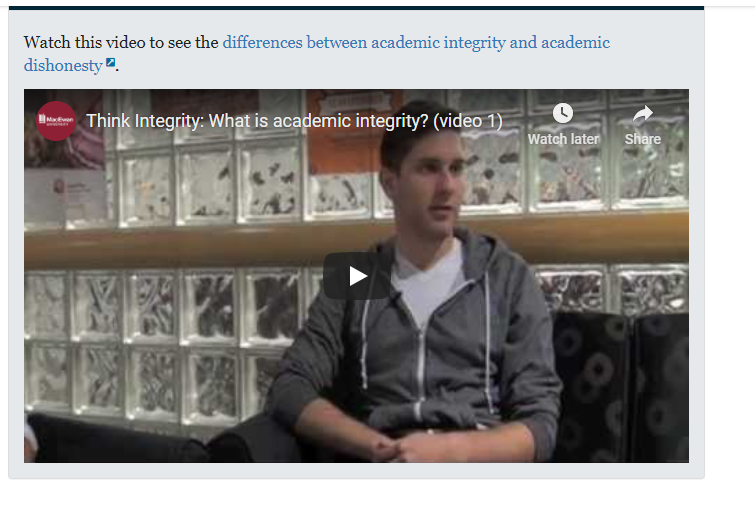 Watch this video to see the differences between academic integrity and academic
dishonesty.
MacEwan
UNIVERSITY
Think Integrity: What is academic integrity? (video 1)
Watch later
Share